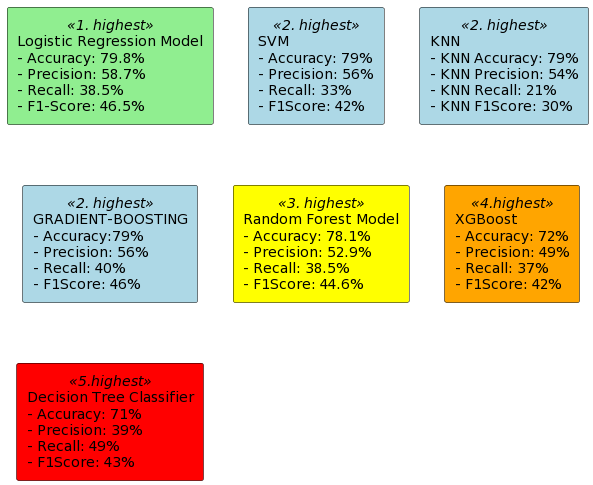 «1. highest»
Logistic Regression Model
- Accuracy: 79.8%
- Precision: 58.7%
- Recall: 38.5%
- F1-Score: 46.5%
«2. highest»
SVM
- Accuracy: 79%
- Precision: 56%
- Recall: 33%
- F1Score: 42%
«2. highest»
KNN
- KNN Accuracy: 79%
- KNN Precision: 54%
- KNN Recall: 21%
- KNN F1Score: 30%
«2. highest»
GRADIENT-BOOSTING
- Accuracy:79%
- Precision: 56%
- Recall: 40%
- F1Score: 46%
«3. highest»
Random Forest Model
- Accuracy: 78.1%
- Precision: 52.9%
- Recall: 38.5%
- F1Score: 44.6%
«4.highest»
XGBoost
- Accuracy: 72%
- Precision: 49%
- Recall: 37%
- F1Score: 42%
«5.highest»
Decision Tree Classifier
- Accuracy: 71%
- Precision: 39%
- Recall: 49%
- F1Score: 43%